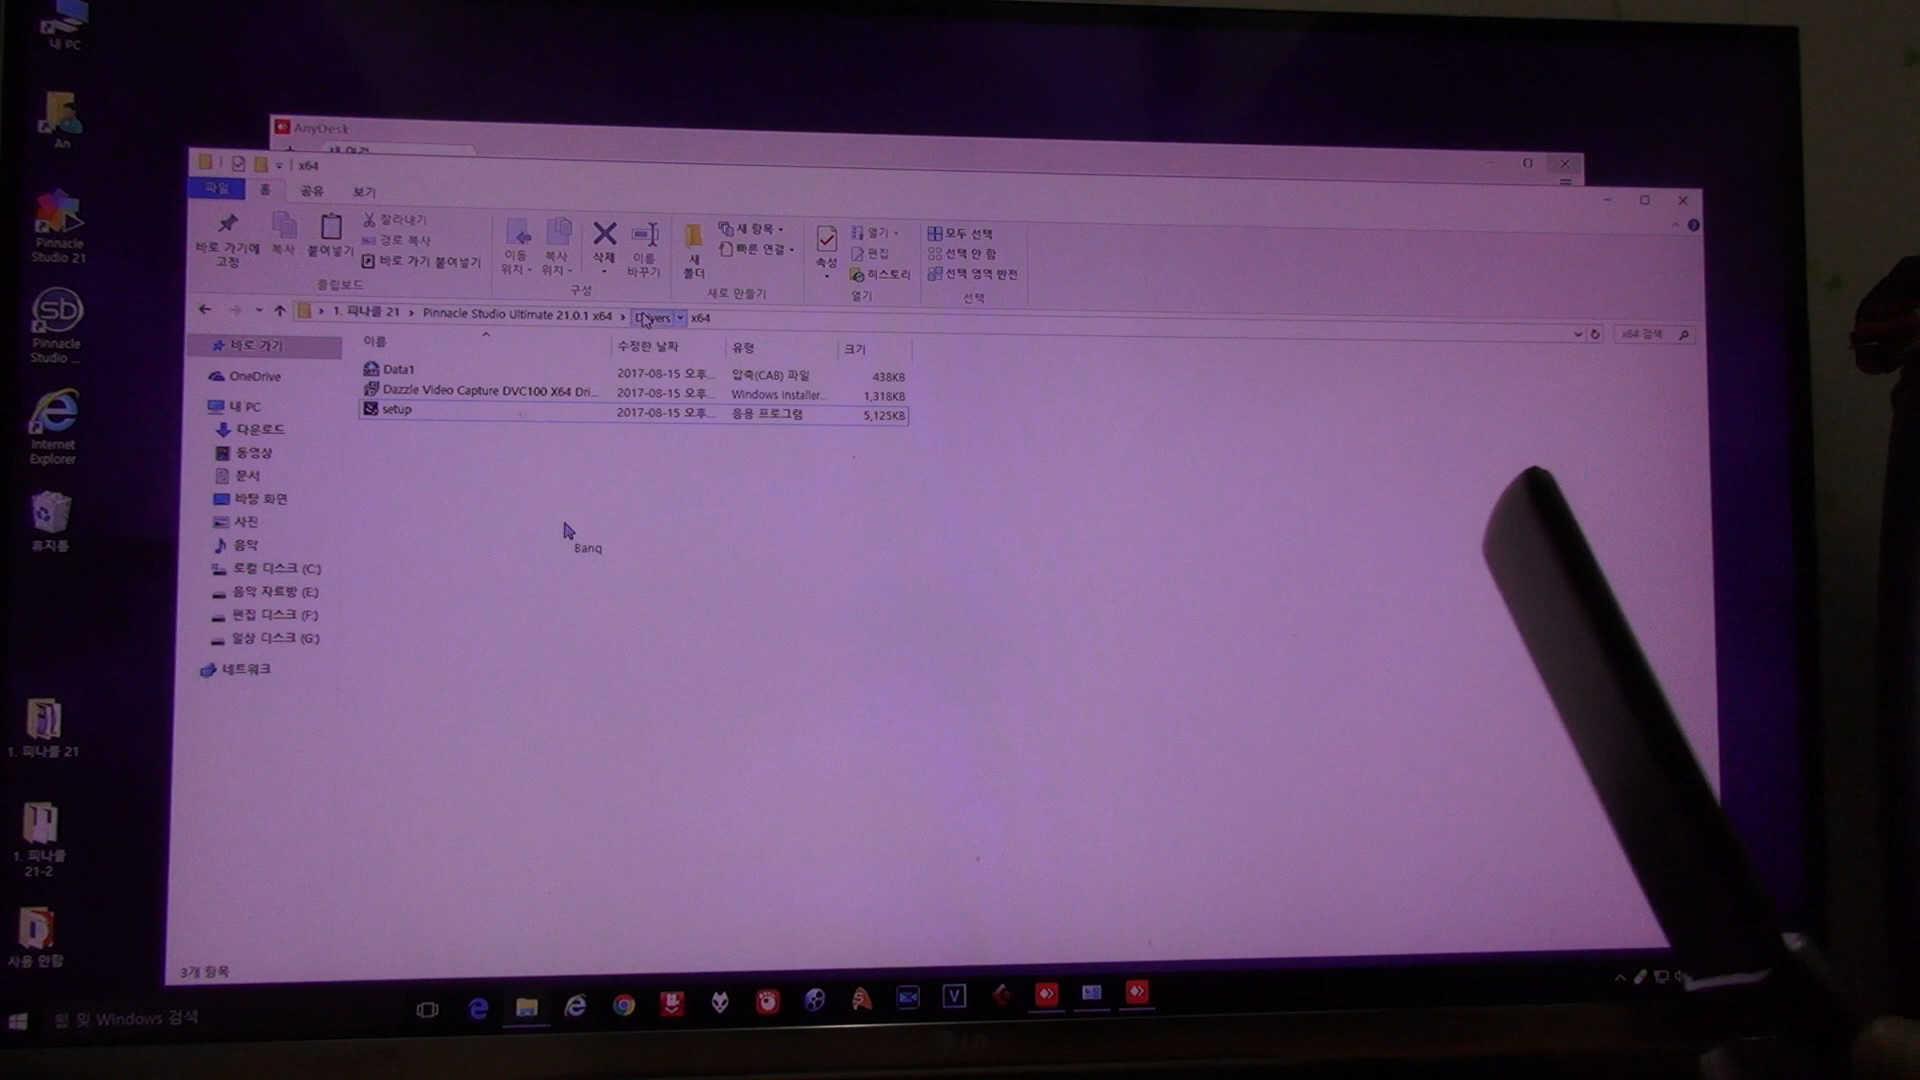 내 PC
An
Pinnacle
Studio 21
Pinnacle
Studio ...
Internet
Explorer
휴지통
1. 피나클 21
1. 피나클
21-2
사용 안함
AnyDesk
내 연결
x64
파일 홈 공유 보기
바로 가기에
고정
복사
붙여넣기
잘라내기
경로 복사
바로 가기 붙여넣기
클립보드
이동
위치
복사
위치
삭제
이름
바꾸기
구성
새
폴더
새 항목
빠른 연결
새로 만들기
속성
열기
편집
히스토리
열기
모두 선택
선택 안 함
선택 영역 반전
선택
1. 피나클 21 › Pinnacle Studio Ultimate 21.0.1 x64 › Drivers x64
x64 검색
이름 수정한 날짜 유형 크기
Data1 2017-08-15 오후... 압축(CAB) 파일 438KB
Dazzle Video Capture DVC100 X64 Dri... 2017-08-15 오후... Windows Installer... 1,318KB
setup 2017-08-15 오후... 응용 프로그램 5,125KB
바로 가기
OneDrive
내 PC
다운로드
동영상
문서
바탕 화면
사진
음악
로컬 디스크 (C:)
음악 자료방 (E:)
편집 디스크 (F:)
일상 디스크 (G:)
네트워크
Bang
3개 항목
웹 및 Windows 검색
LG